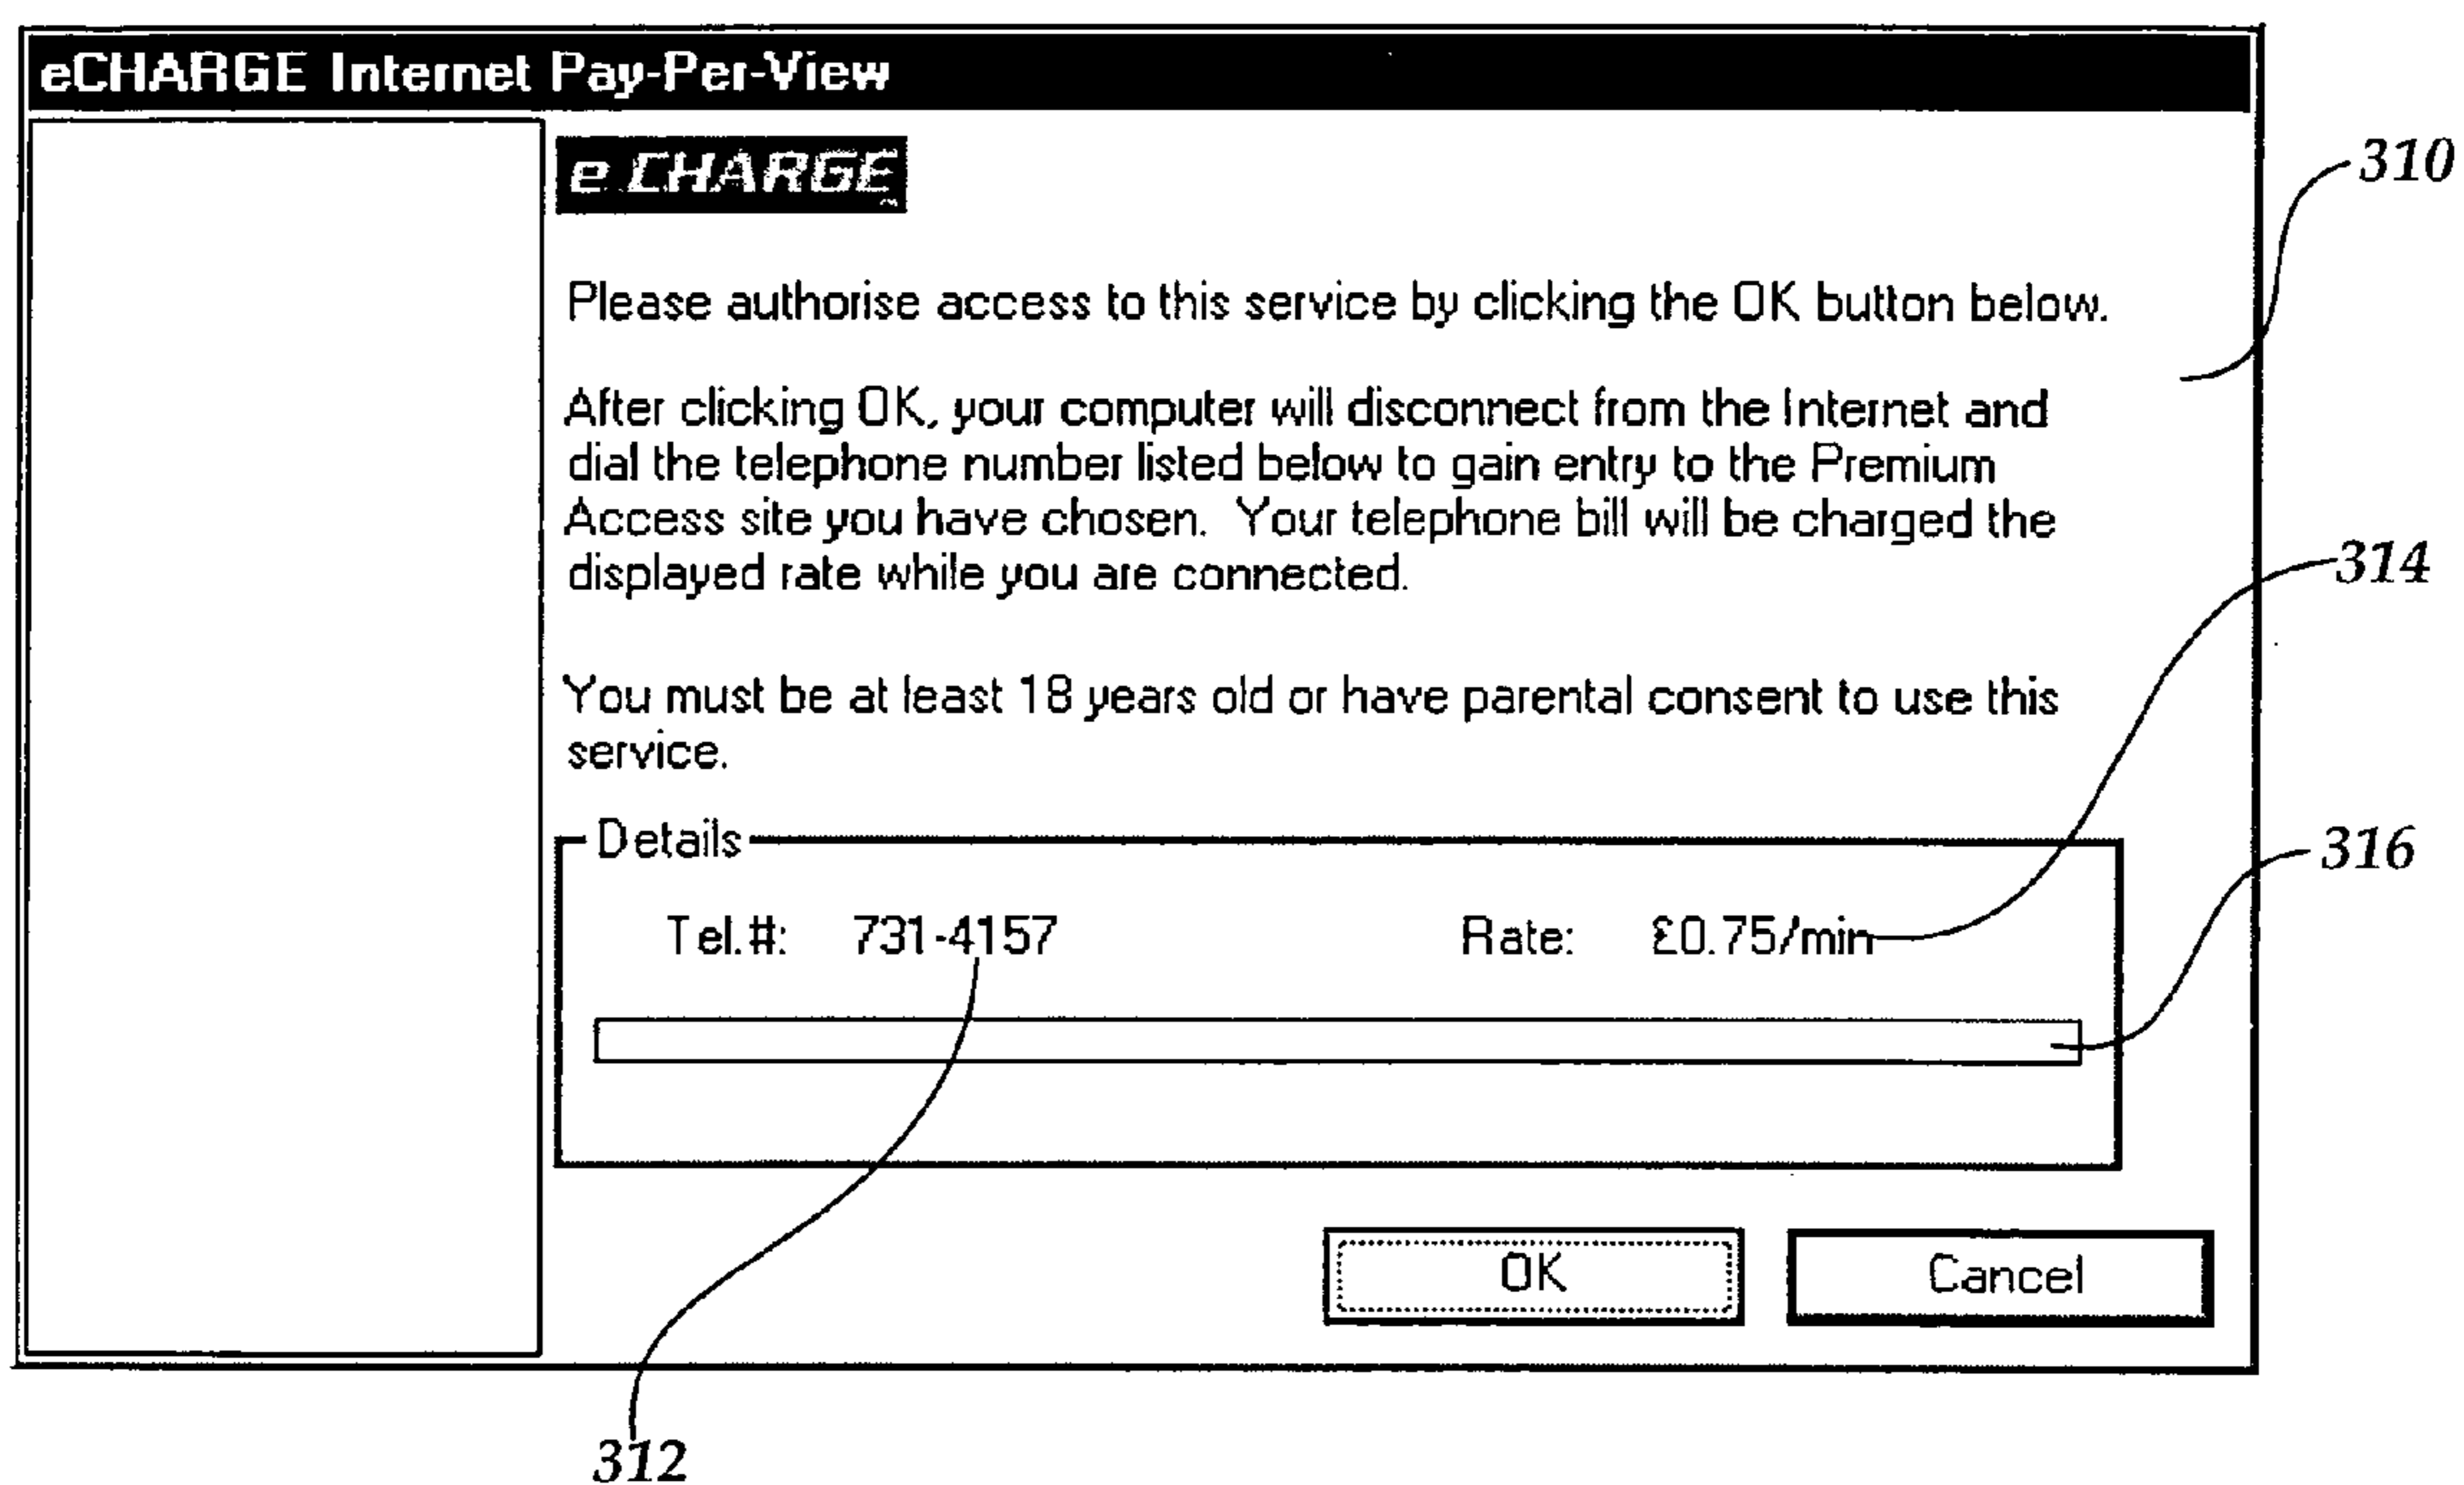 eCHARGE Internet Pay-Per-View
e CHARGE
310
Please authorise access to this service by clicking the OK button below.
After clicking OK, your computer will disconnect from the Internet and
dial the telephone number listed below to gain entry to the Premium
Access site you have chosen. Your telephone bill will be charged the
displayed rate while you are connected.
314
You must be at least 18 years old or have parental consent to use this
service.
Details
316
Tel.#: 731-4157 Rate: £0.75/min
OK Cancel
312